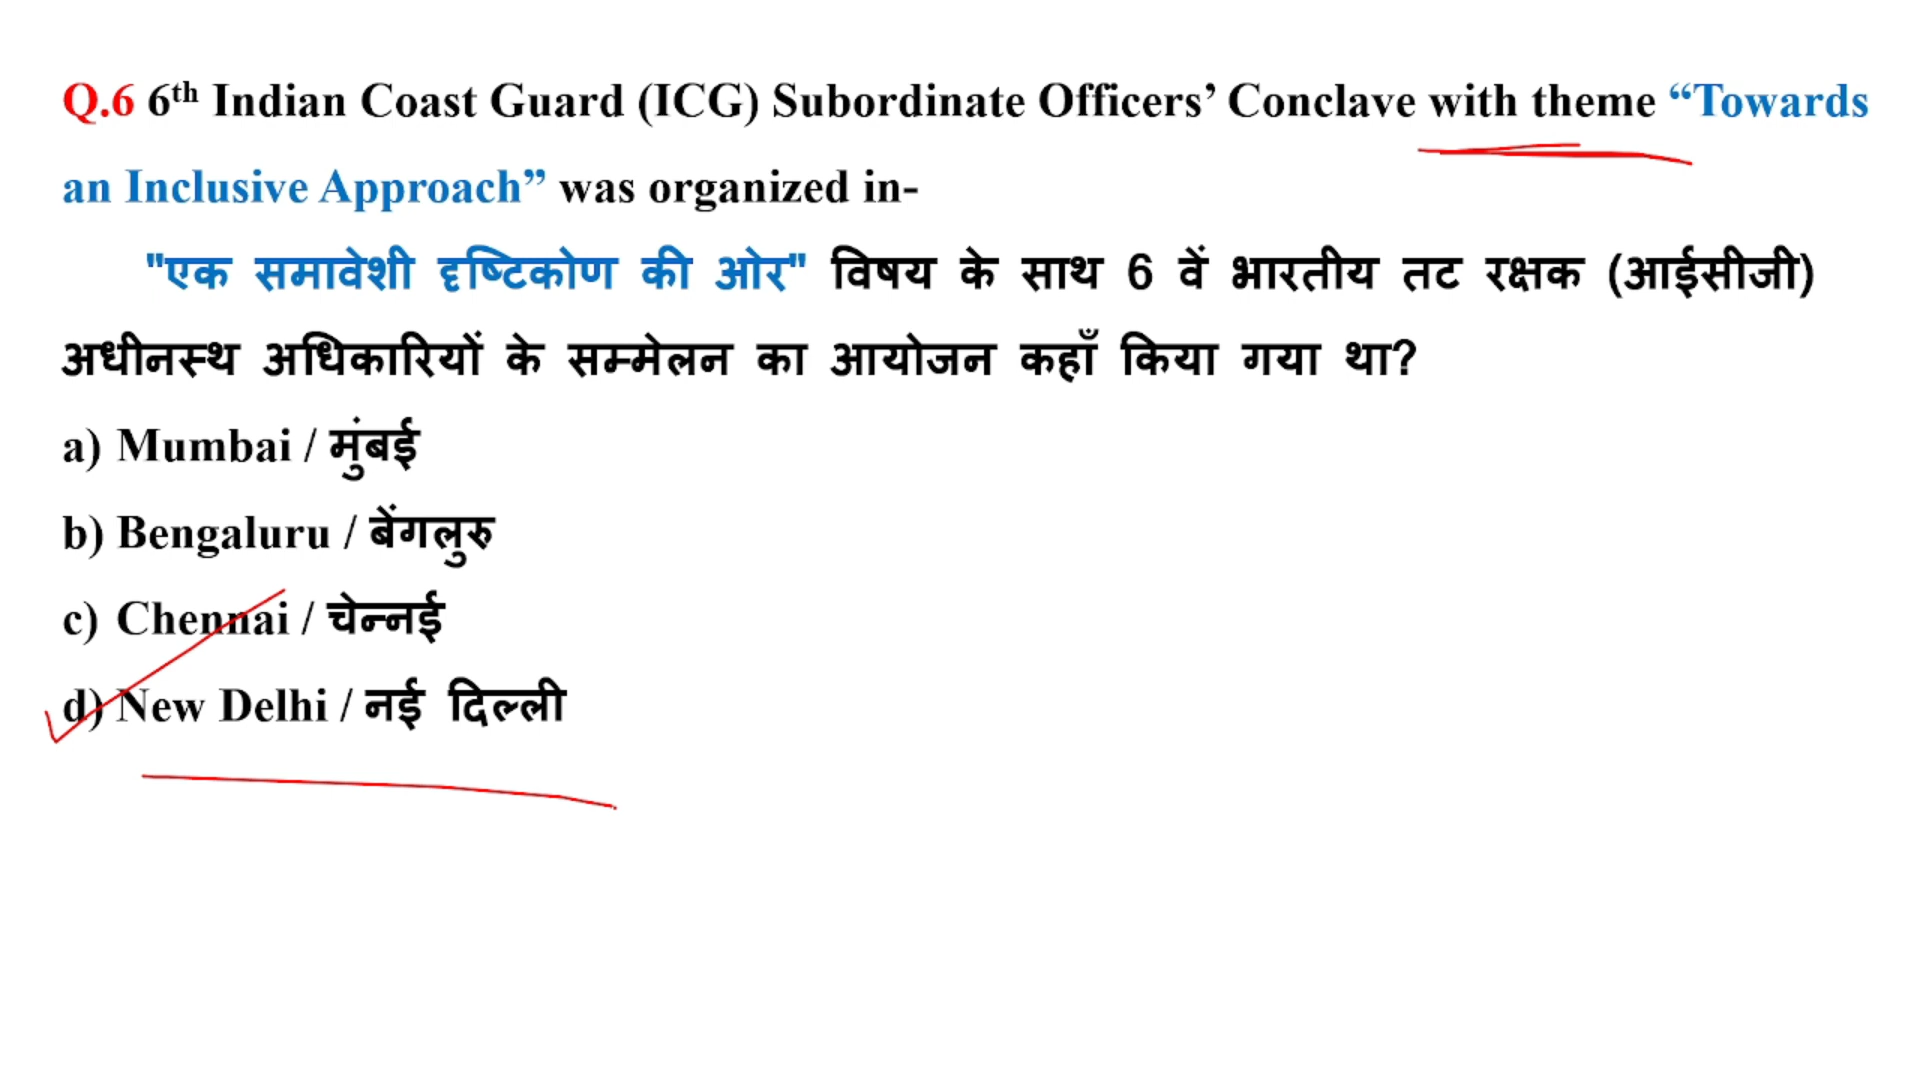 Q.6 6th Indian Coast Guard (ICG) Subordinate Officers’ Conclave with theme “Towards
an Inclusive Approach” was organized in-
"एक समावेशी दृष्टिकोण की ओर" विषय के साथ 6 वें भारतीय तट रक्षक (आईसीजी)
अधीनस्थ अधिकारियों के सम्मेलन का आयोजन कहाँ किया गया था?
a) Mumbai / मुंबई
b) Bengaluru / बेंगलुरु
c) Chennai / चेन्नई
d) New Delhi / नई दिल्ली